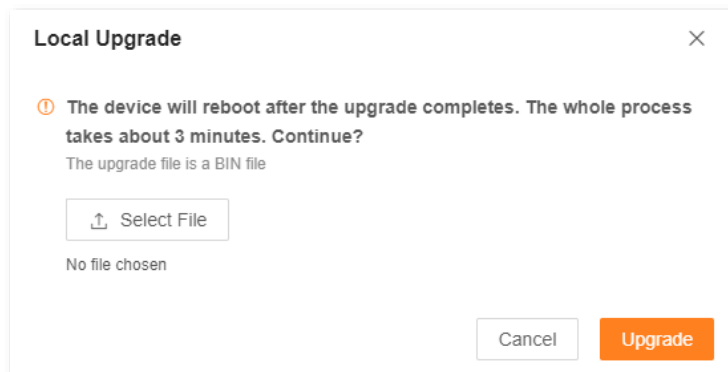 Local Upgrade
The device will reboot after the upgrade completes. The whole process
takes about 3 minutes. Continue?
The upgrade file is a BIN file
Select File
No file chosen
Cancel Upgrade